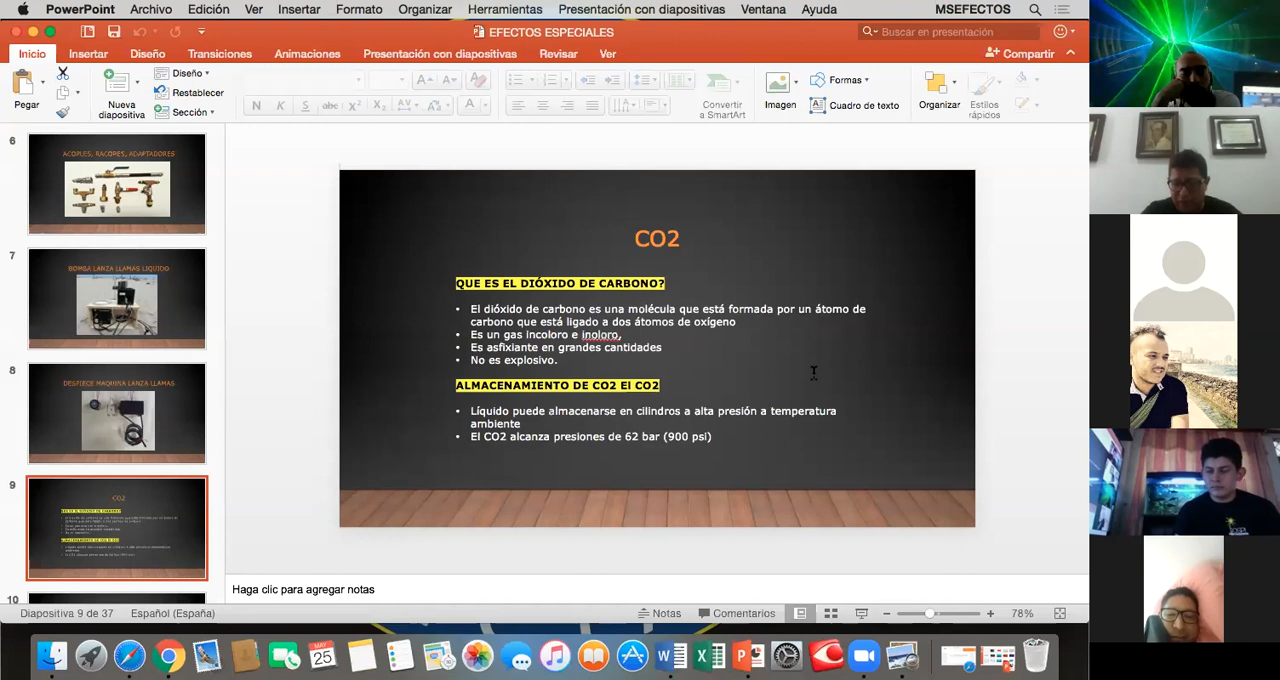 PowerPoint Archivo Edición Ver Insertar Formato Organizar Herramientas Presentación con diapositivas Ventana Ayuda MSEFECTOS
EFECTOS ESPECIALES
Buscar en presentación
Inicio Insertar Diseño Transiciones Animaciones Presentación con diapositivas Revisar Ver Compartir
Pegar
Nueva diapositiva
Diseño
Restablecer
Sección
N K S abc X² X₂ AV A
Convertir a SmartArt
Imagen
Formas
Cuadro de texto
Organizar
Estilos rápidos
6
ACOPLES, RACORES, ADAPTADORES
7
BOMBA LANZA LLAMAS LIQUIDO
8
DESPIECE MAQUINA LANZA LLAMAS
9
CO2
10
CO2
QUE ES EL DIÓXIDO DE CARBONO?
• El dióxido de carbono es una molécula que está formada por un átomo de
carbono que está ligado a dos átomos de oxígeno
• Es un gas incoloro e inoloro,
• Es asfixiante en grandes cantidades
• No es explosivo.
ALMACENAMIENTO DE CO2 El CO2
• Líquido puede almacenarse en cilindros a alta presión a temperatura
ambiente
• El CO2 alcanza presiones de 62 bar (900 psi)
Haga clic para agregar notas
Diapositiva 9 de 37 Español (España) Notas Comentarios 78%
MAY
25